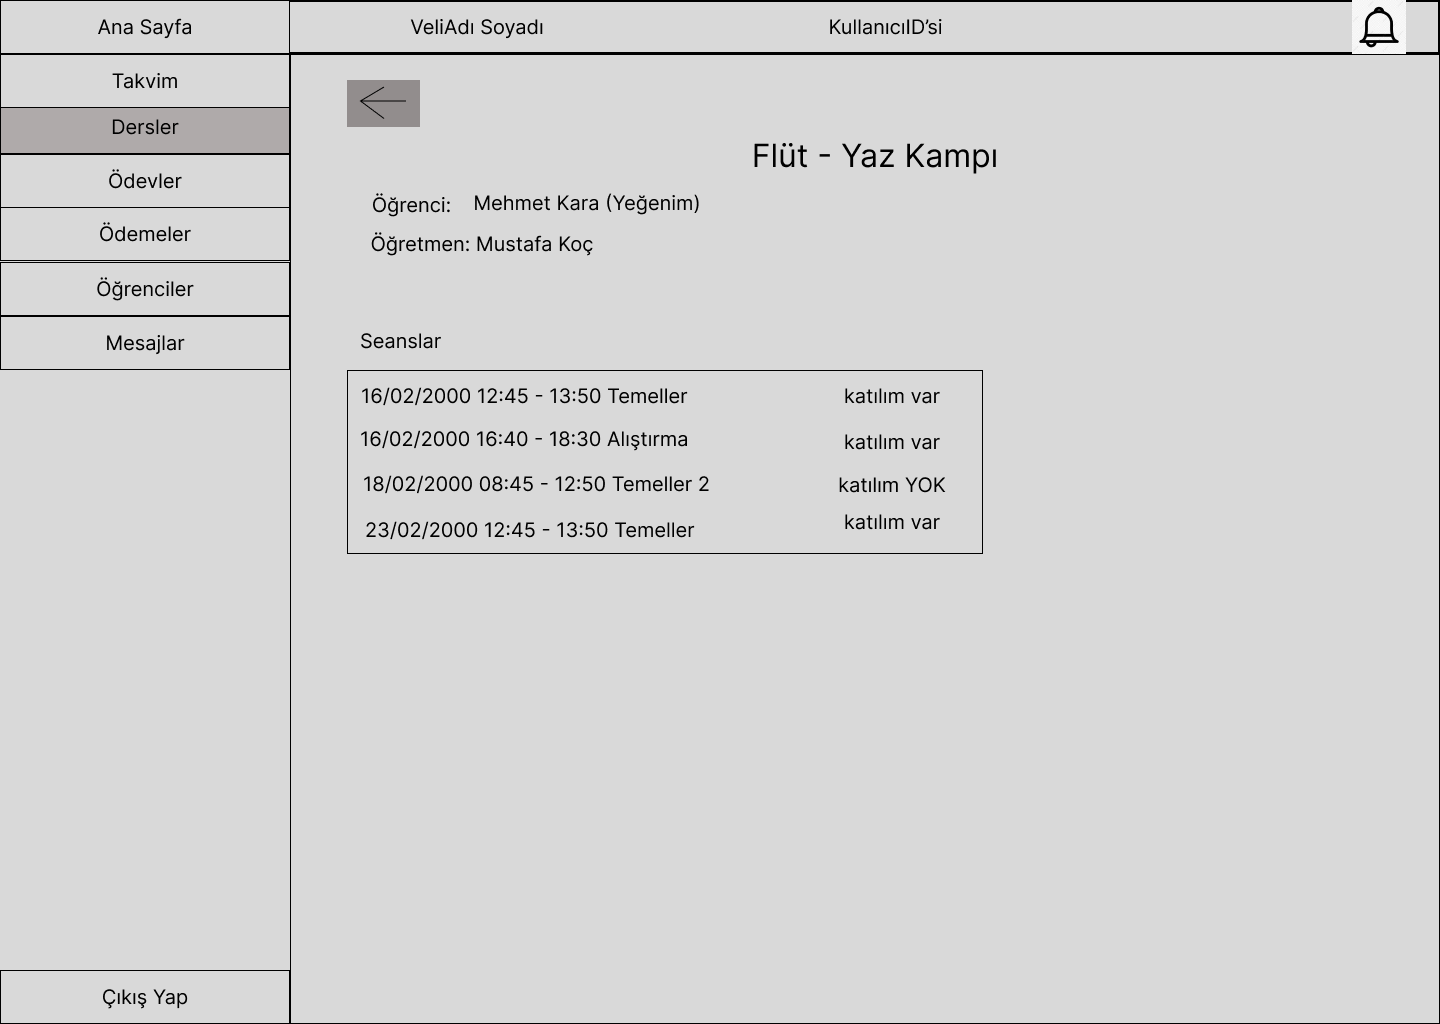 Ana Sayfa
VeliAdı Soyadı
KullanıcıID’si
Takvim
Dersler
Ödevler
Ödemeler
Öğrenciler
Mesajlar
Çıkış Yap
Flüt - Yaz Kampı
Öğrenci: Mehmet Kara (Yeğenim)
Öğretmen: Mustafa Koç
Seanslar
16/02/2000 12:45 - 13:50 Temeller katılım var
16/02/2000 16:40 - 18:30 Alıştırma katılım var
18/02/2000 08:45 - 12:50 Temeller 2 katılım YOK
23/02/2000 12:45 - 13:50 Temeller katılım var